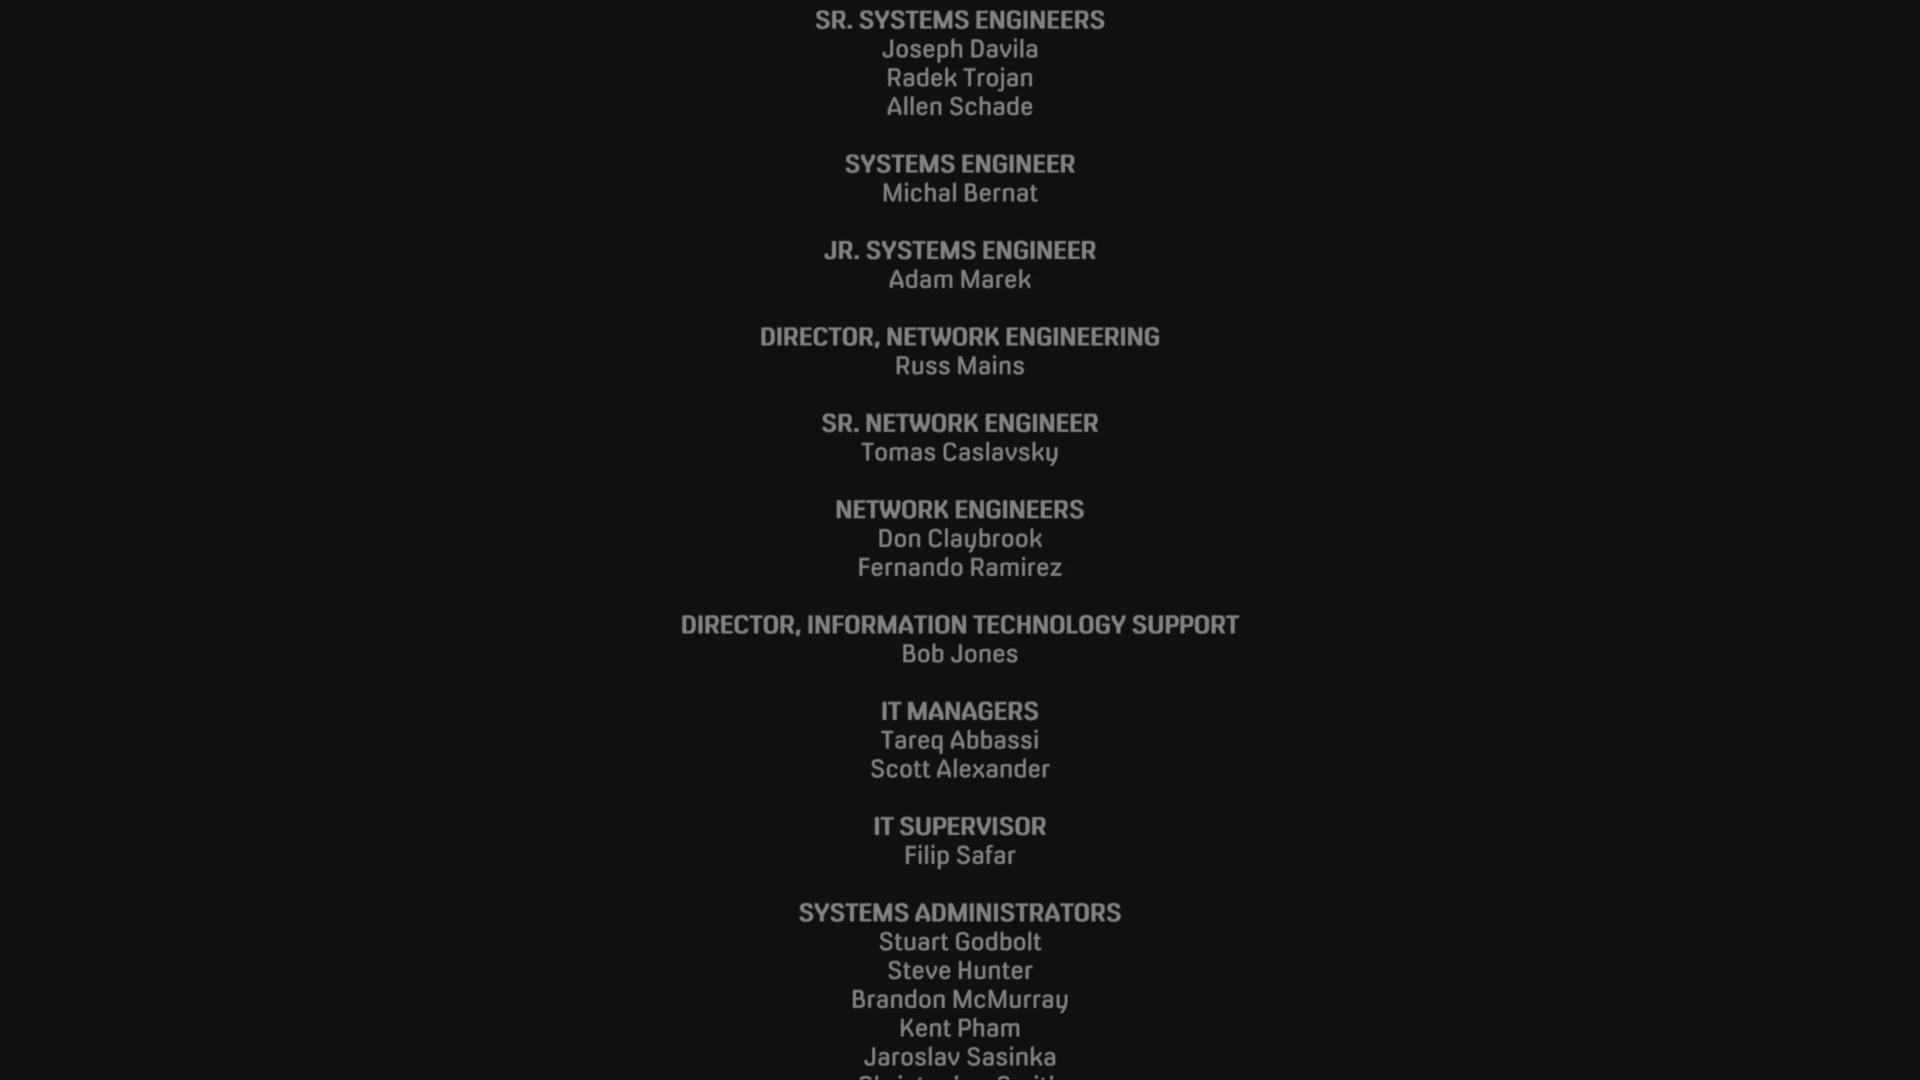 SR. SYSTEMS ENGINEERS
Joseph Davila
Radek Trojan
Allen Schade
SYSTEMS ENGINEER
Michal Bernat
JR. SYSTEMS ENGINEER
Adam Marek
DIRECTOR, NETWORK ENGINEERING
Russ Mains
SR. NETWORK ENGINEER
Tomas Caslavsky
NETWORK ENGINEERS
Don Claybrook
Fernando Ramirez
DIRECTOR, INFORMATION TECHNOLOGY SUPPORT
Bob Jones
IT MANAGERS
Tareq Abbassi
Scott Alexander
IT SUPERVISOR
Filip Safar
SYSTEMS ADMINISTRATORS
Stuart Godbolt
Steve Hunter
Brandon McMurray
Kent Pham
Jaroslav Sasinka